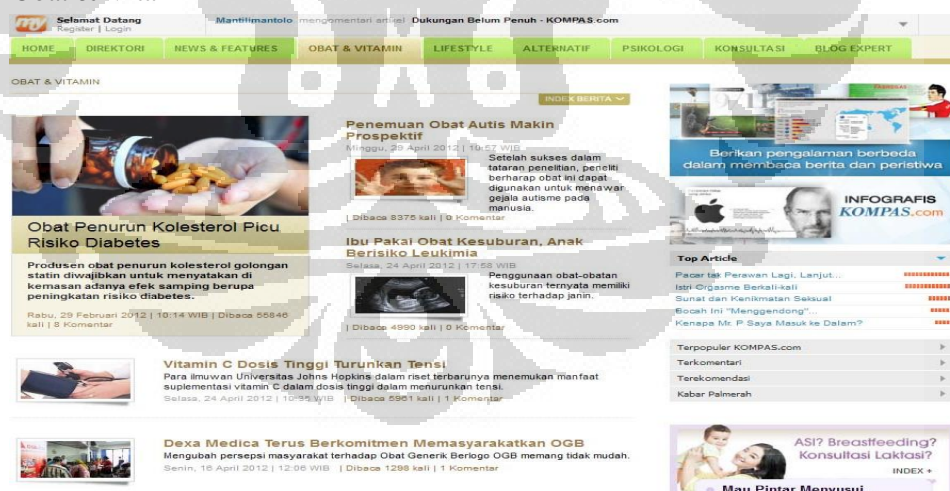 my Selamat Datang
Register | Login
Mantilimantolo mengomentari artikel Dukungan Belum Penuh - KOMPAS.com
HOME DIREKTORI NEWS & FEATURES OBAT & VITAMIN LIFESTYLE ALTERNATIF PSIKOLOGI KONSULTASI BLOG EXPERT
OBAT & VITAMIN
INDEX BERITA
Obat Penurun Kolesterol Picu
Risiko Diabetes
Produsen obat penurun kolesterol golongan
statin diwajibkan untuk menyatakan di
kemasan adanya efek samping berupa
peningkatan risiko diabetes.
Rabu, 29 Februari 2012 | 10:14 WIB | Dibaca 56846
kali | 8 Komentar
Penemuan Obat Autis Makin
Prospektif
Minggu, 29 April 2012 | 10:57 WIB
Setelah sukses dalam
tataran penelitian, peneliti
berharap obat ini dapat
digunakan untuk menawar
gejala autisme pada
manusia.
| Dibaca 8375 kali | 0 Komentar
Ibu Pakai Obat Kesuburan, Anak
Berisiko Leukimia
Selasa, 24 April 2012 | 17:58 WIB
Penggunaan obat-obatan
kesuburan ternyata memiliki
risiko terhadap janin.
| Dibaca 4990 kali | 0 Komentar
Vitamin C Dosis Tinggi Turunkan Tensi
Para ilmuwan Universitas Johns Hopkins dalam riset terbarunya menemukan manfaat
suplementasi vitamin C dalam dosis tinggi dalam menurunkan tensi.
Selasa, 24 April 2012 | WIB | Dibaca 5961 kali | 1 Komentar
Dexa Medica Terus Berkomitmen Memasyarakatkan OGB
Mengubah persepsi masyarakat terhadap Obat Generik Berlogo OGB memang tidak mudah.
Senin, 16 April 2012 | 12:06 WIB | Dibaca 1298 kali | 1 Komentar
9/11
Berikan pengalaman berbeda
dalam membaca berita dan peristiwa
INFOGRAFIS
KOMPAS.com
Top Article
Pacar tak Perawan Lagi, Lanjut...
Istri Orgasme Berkali-kali
Sunat dan Kenikmatan Seksual
Bocah Ini "Menggendong"...
Kenapa Mr. P Saya Masuk ke Dalam?
Terpopuler KOMPAS.com
Terkomentari
Terekomendasi
Kabar Palmerah
ASI? Breastfeeding?
Konsultasi Laktasi?
INDEX +
Mau Pintar Menyusui